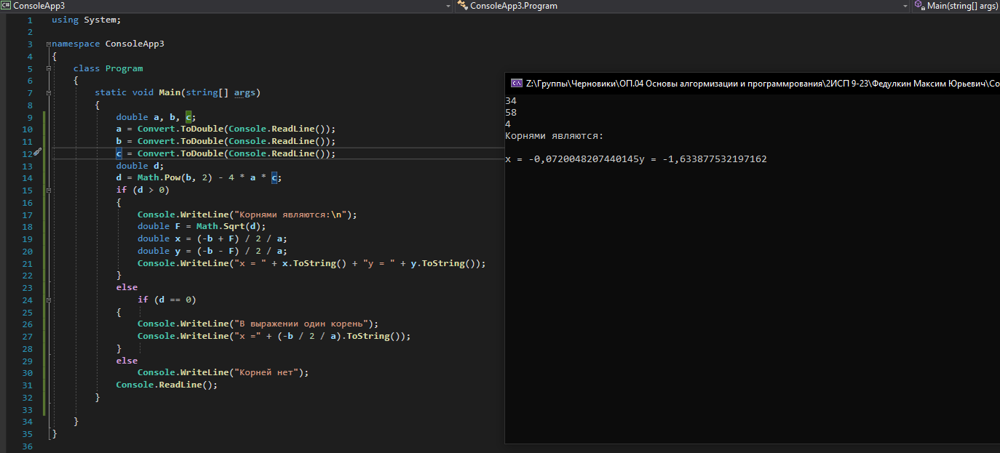 ConsoleApp3 ConsoleApp3.Program Main(string[] args)
1 using System;
2
3 namespace ConsoleApp3
4 {
5 class Program
6 {
7 static void Main(string[] args)
8 {
9 double a, b, c;
10 a = Convert.ToDouble(Console.ReadLine());
11 b = Convert.ToDouble(Console.ReadLine());
12 c = Convert.ToDouble(Console.ReadLine());
13 double d;
14 d = Math.Pow(b, 2) - 4 * a * c;
15 if (d > 0)
16 {
17 Console.WriteLine("Корнями являются:\n");
18 double F = Math.Sqrt(d);
19 double x = (-b + F) / 2 / a;
20 double y = (-b - F) / 2 / a;
21 Console.WriteLine("x = " + x.ToString() + "y = " + y.ToString());
22 }
23 else
24 if (d == 0)
25 {
26 Console.WriteLine("В выражении один корень");
27 Console.WriteLine("x =" + (-b / 2 / a).ToString());
28 }
29 else
30 Console.WriteLine("Корней нет");
31 Console.ReadLine();
32 }
33
34 }
35 }
36
Z:\Группы\Черновики\ОП.04 Основы алгормизации и программрования\2ИСП 9-23\Федулкин Максим Юрьевич\Co
34
58
4
Корнями являются:
x = -0,0720048207440145y = -1,633877532197162